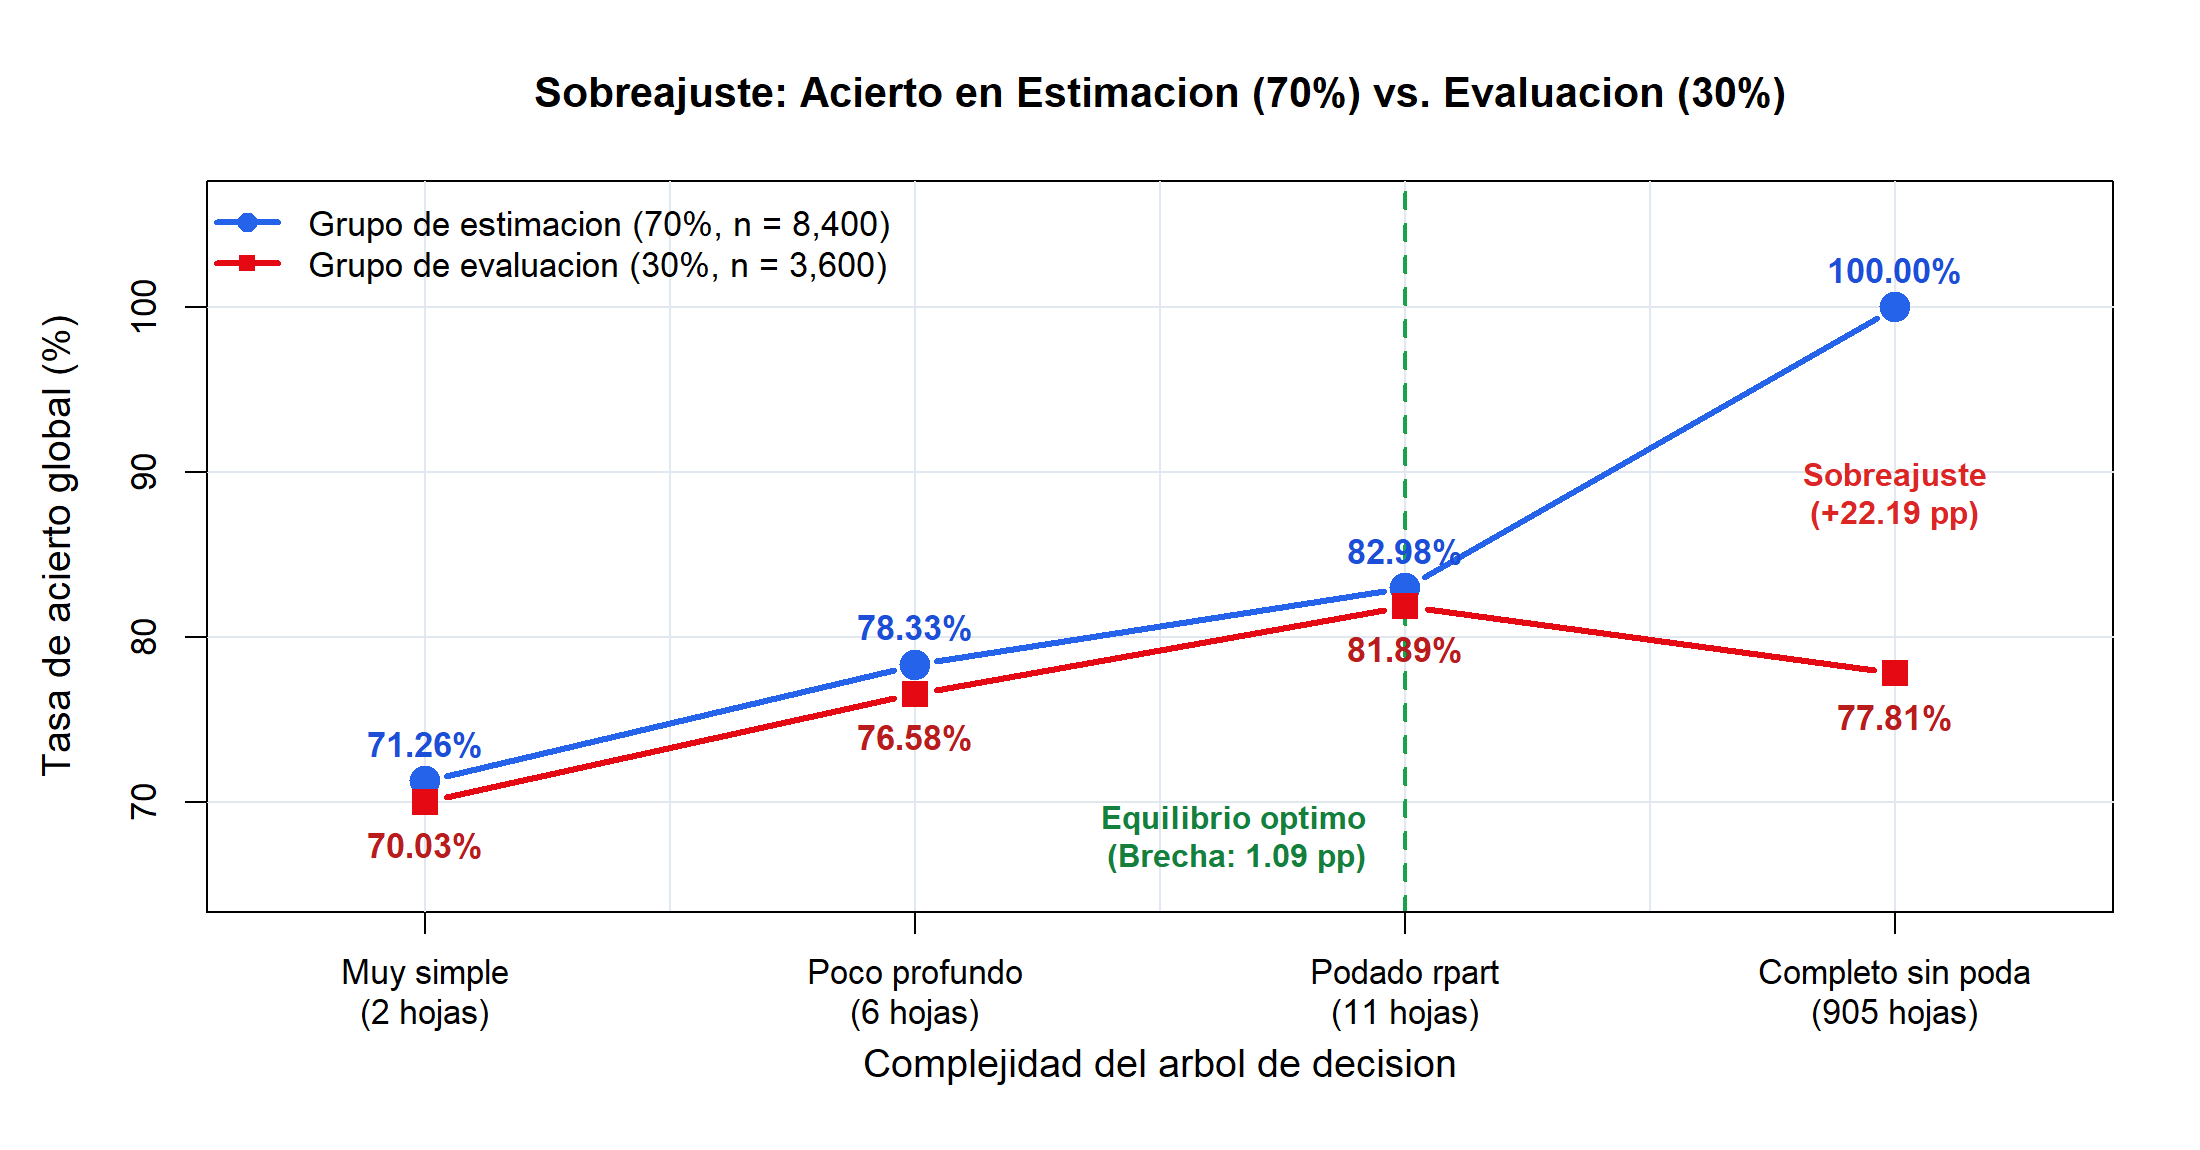 Sobreajuste: Acierto en Estimacion (70%) vs. Evaluacion (30%)
Grupo de estimacion (70%, n = 8,400)
Grupo de evaluacion (30%, n = 3,600)
Tasa de acierto global (%)
100
90
80
70
100.00%
Sobreajuste
(+22.19 pp)
82.98%
78.33%
81.89%
71.26%
76.58%
77.81%
70.03%
Equilibrio optimo
(Brecha: 1.09 pp)
Muy simple
(2 hojas)
Poco profundo
(6 hojas)
Podado rpart
(11 hojas)
Completo sin poda
(905 hojas)
Complejidad del arbol de decision